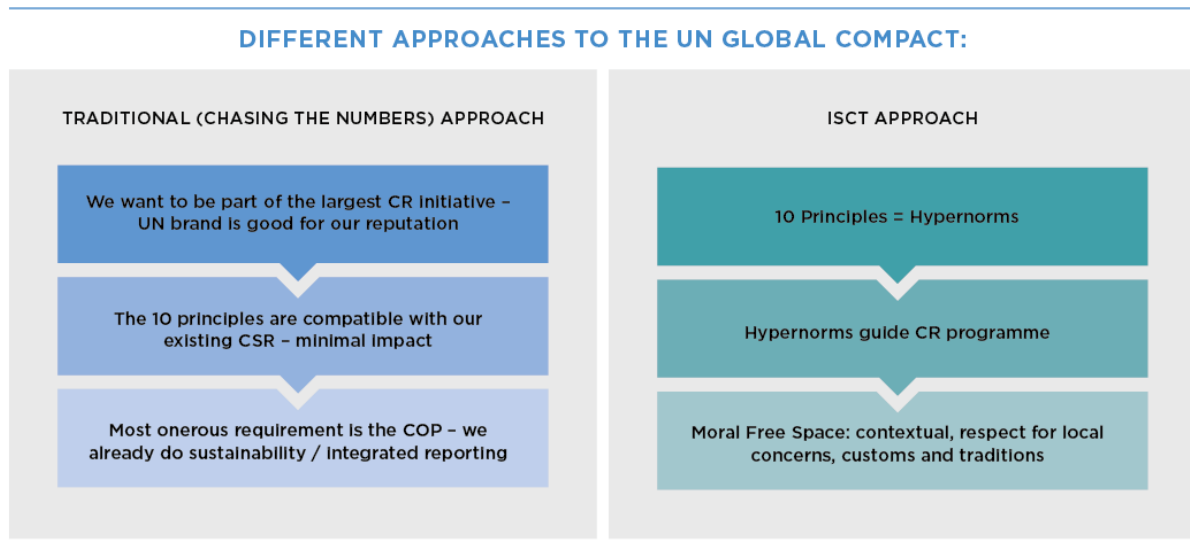 DIFFERENT APPROACHES TO THE UN GLOBAL COMPACT:
TRADITIONAL (CHASING THE NUMBERS) APPROACH
We want to be part of the largest CR initiative –
UN brand is good for our reputation
The 10 principles are compatible with our
existing CSR – minimal impact
Most onerous requirement is the COP – we
already do sustainability / integrated reporting
ISCT APPROACH
10 Principles = Hypernorms
Hypernorms guide CR programme
Moral Free Space: contextual, respect for local
concerns, customs and traditions